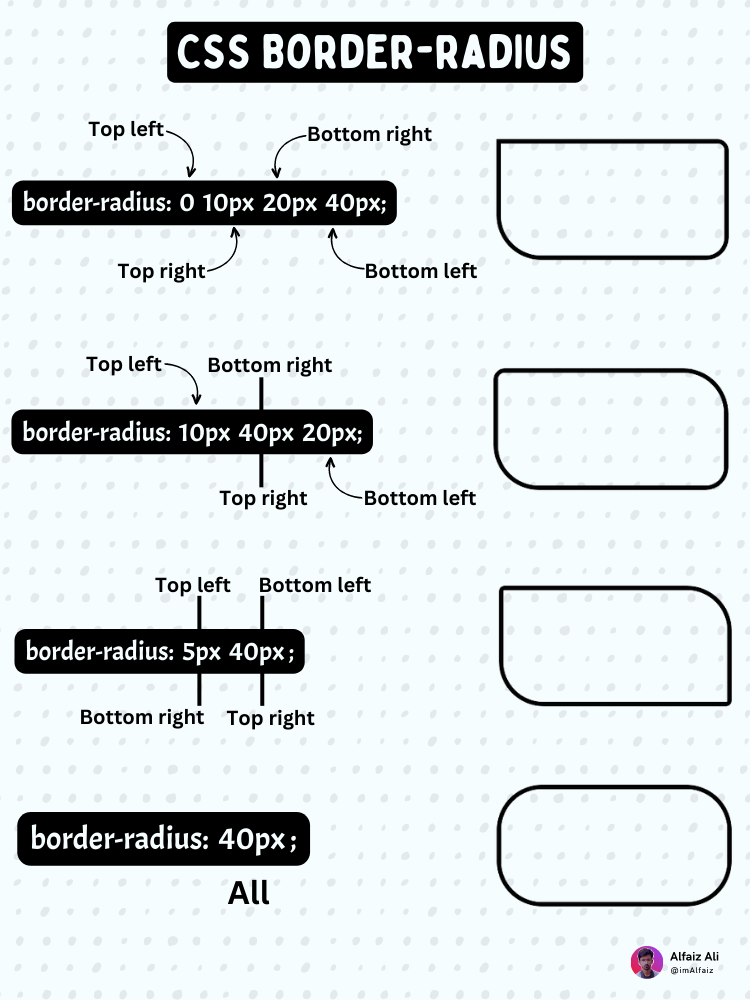 CSS BORDER-RADIUS
Top left
Bottom right
border-radius: 0 10px 20px 40px;
Top right
Bottom left
Top left
Bottom right
border-radius: 10px 40px 20px;
Top right
Bottom left
Top left
Bottom left
border-radius: 5px 40px;
Bottom right
Top right
border-radius: 40px;
All
Alfaiz Ali
@imAlfaiz